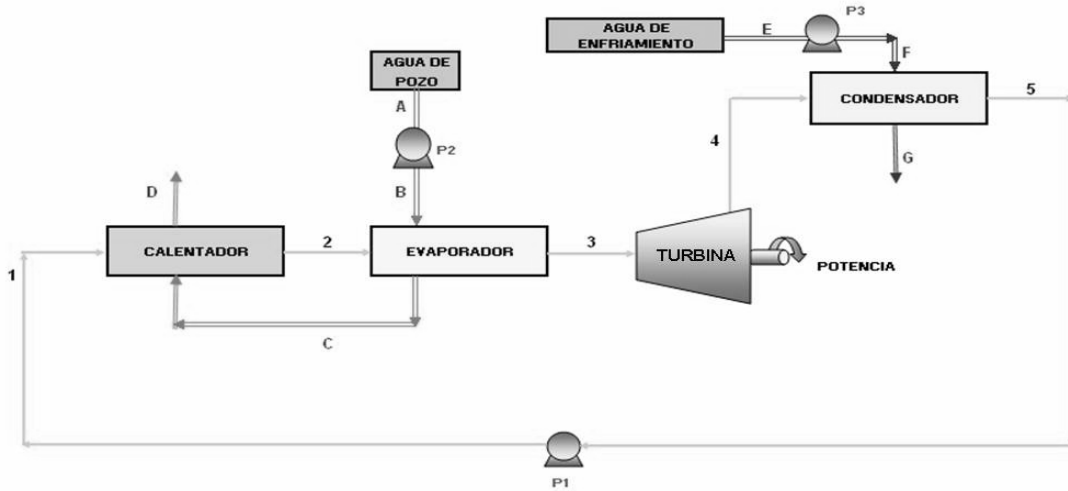 P3
AGUA DE
ENFRIAMIENTO
E
F
AGUA DE
POZO
A
CONDENSADOR
5
4
P2
G
B
D
CALENTADOR
2
EVAPORADOR
3
TURBINA
POTENCIA
1
C
P1